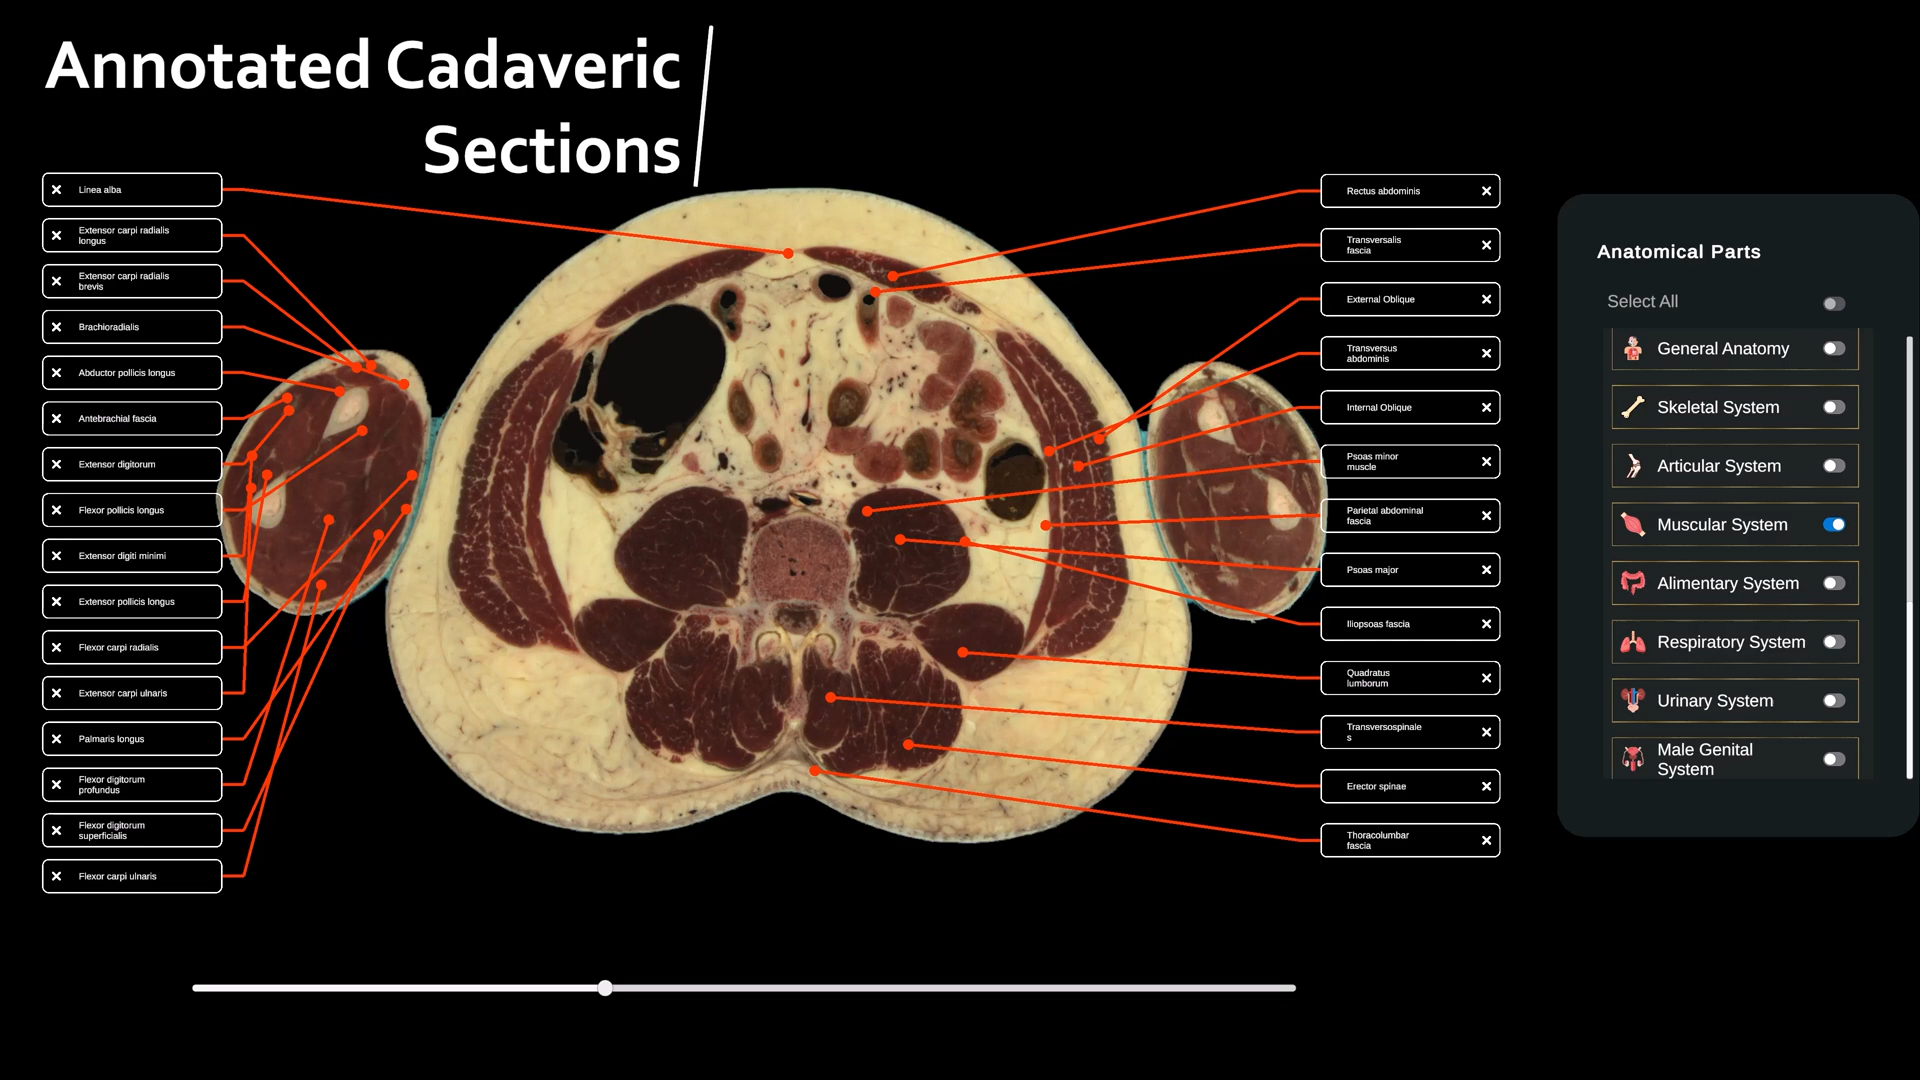 Annotated Cadaveric
Sections
Linea alba
Extensor carpi radialis
longus
Extensor carpi radialis
brevis
Brachioradialis
Abductor pollicis longus
Antebrachial fascia
Extensor digitorum
Flexor pollicis longus
Extensor digiti minimi
Extensor pollicis longus
Flexor carpi radialis
Extensor carpi ulnaris
Palmaris longus
Flexor digitorum
profundus
Flexor digitorum
superficialis
Flexor carpi ulnaris
Rectus abdominis
Transversalis
fascia
External Oblique
Transversus
abdominis
Internal Oblique
Psoas minor
muscle
Parietal abdominal
fascia
Psoas major
Iliopsoas fascia
Quadratus
lumborum
Transversospinale
s
Erector spinae
Thoracolumbar
fascia
Anatomical Parts
Select All
General Anatomy
Skeletal System
Articular System
Muscular System
Alimentary System
Respiratory System
Urinary System
Male Genital
System